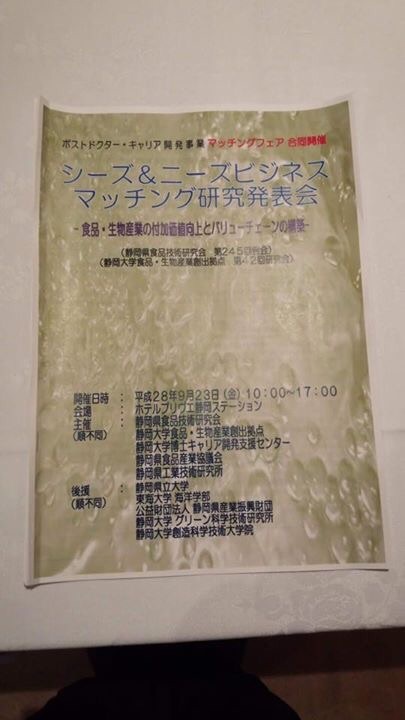 ポストドクター・キャリア開発事業 マッチングフェア 合同開催
シーズ&ニーズビジネス
マッチング研究発表会
-食品・生物産業の付加価値向上とバリューチェーンの構築-
(静岡県食品技術研究会 第245回例会)
(静岡大学食品・生物産業創出拠点 第42回研究会)
開催日時 : 平成28年9月23日(金)10:00~17:00
会場 : ホテルプリヴェ静岡ステーション
主催 : 静岡県食品技術研究会
(順不同) 静岡大学食品・生物産業創出拠点
静岡大学博士キャリア開発支援センター
静岡県食品産業協議会
静岡県工業技術研究所
後援 : 静岡県立大学
(順不同) 東海大学 海洋学部
公益財団法人 静岡県産業振興財団
静岡大学 グリーン科学技術研究所
静岡大学創造科学技術大学院